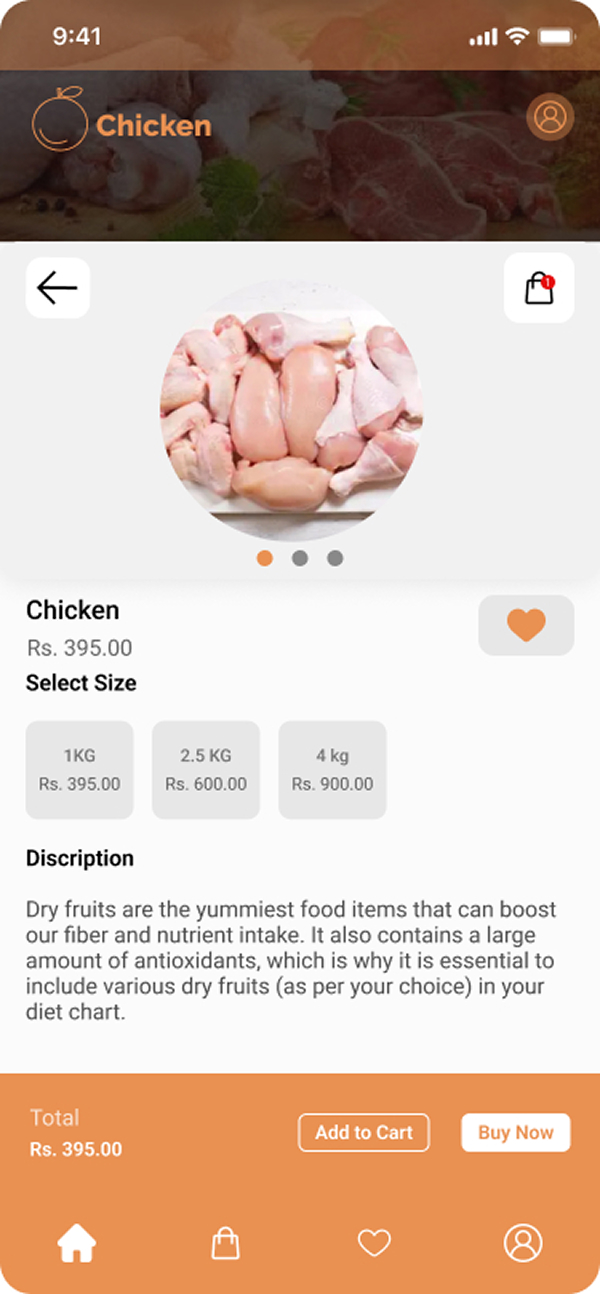 9:41
Chicken
1
Chicken
Rs. 395.00
Select Size
1KG 2.5 KG 4 kg
Rs. 395.00 Rs. 600.00 Rs. 900.00
Discription
Dry fruits are the yummiest food items that can boost
our fiber and nutrient intake. It also contains a large
amount of antioxidants, which is why it is essential to
include various dry fruits (as per your choice) in your
diet chart.
Total
Rs. 395.00
Add to Cart Buy Now